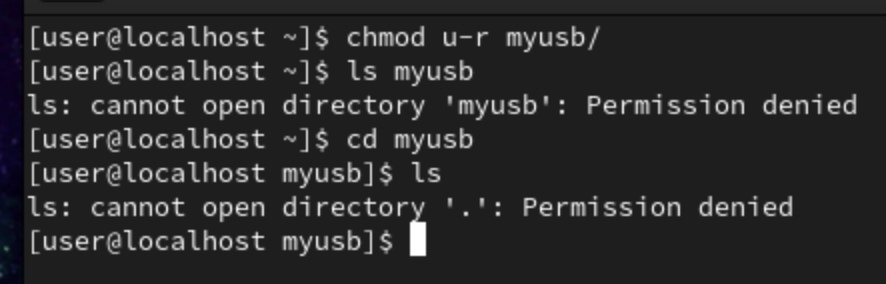 [user@localhost ~]$ chmod u-r myusb/
[user@localhost ~]$ ls myusb
ls: cannot open directory 'myusb': Permission denied
[user@localhost ~]$ cd myusb
[user@localhost myusb]$ ls
ls: cannot open directory '.': Permission denied
[user@localhost myusb]$